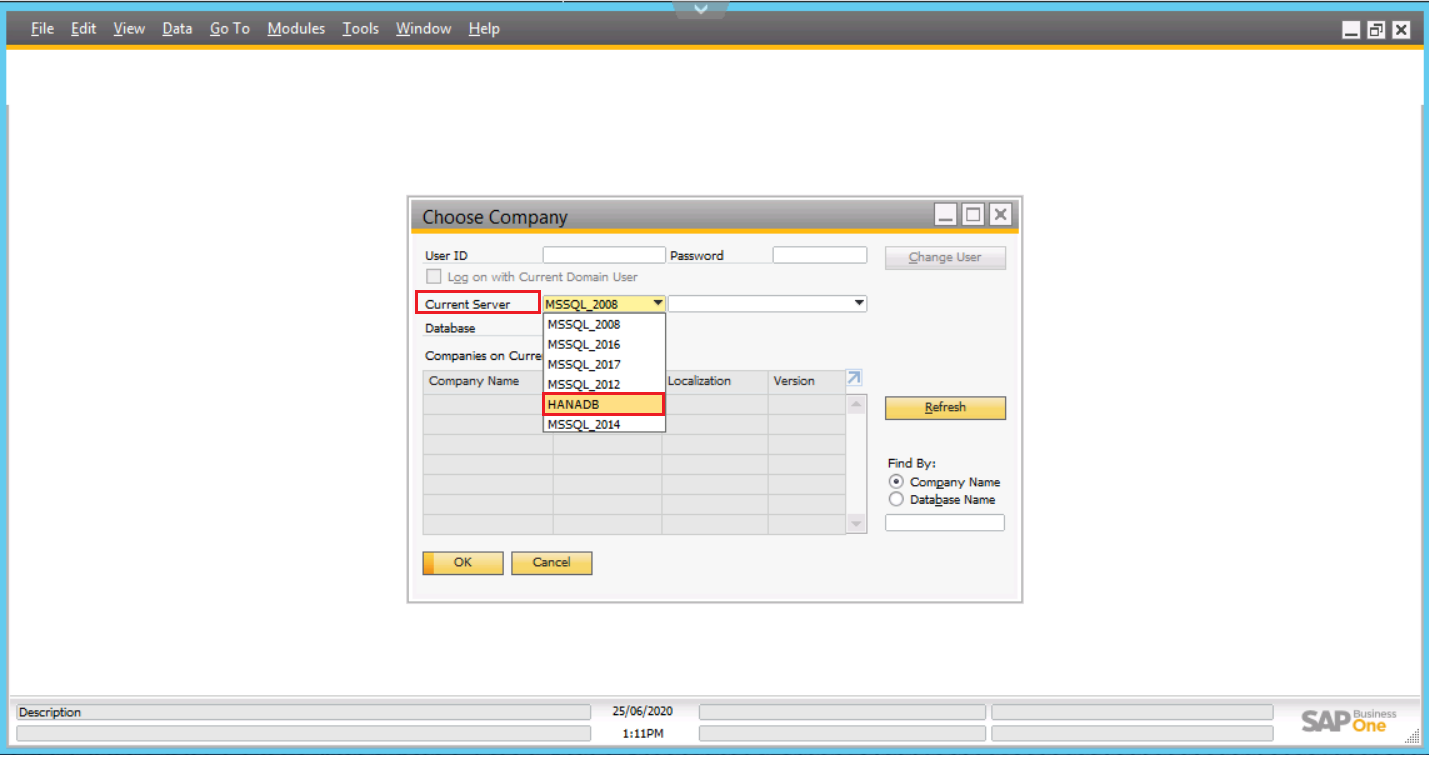 File Edit View Data Go To Modules Tools Window Help
Choose Company
User ID
Password
Change User
Log on with Current Domain User
Current Server
MSSQL_2008
MSSQL_2008
Database
MSSQL_2016
Companies on Curre
MSSQL_2017
Company Name
MSSQL_2012
Localization
Version
HANADB
Refresh
MSSQL_2014
Find By:
Company Name
Database Name
OK
Cancel
Description
25/06/2020
1:11PM
SAP Business One